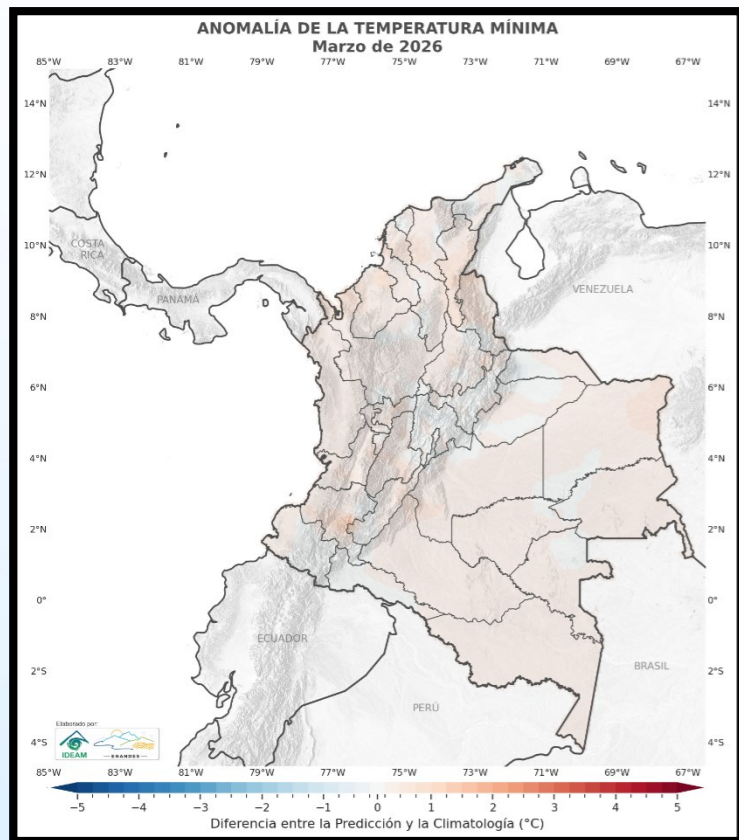 ANOMALÍA DE LA TEMPERATURA MÍNIMA
Marzo de 2026
85°W 83°W 81°W 79°W 77°W 75°W 73°W 71°W 69°W 67°W
14°N 14°N
12°N 12°N
COSTA
RICA
10°N 10°N
PANAMÁ
VENEZUELA
8°N 8°N
6°N 6°N
4°N 4°N
2°N 2°N
0° 0°
ECUADOR
BRASIL
2°S 2°S
PERÚ
Elaborado por:
IDEAM
ENANDES
4°S 4°S
85°W 83°W 81°W 79°W 77°W 75°W 73°W 71°W 69°W 67°W
−5 −4 −3 −2 −1 0 1 2 3 4 5
Diferencia entre la Predicción y la Climatología (°C)